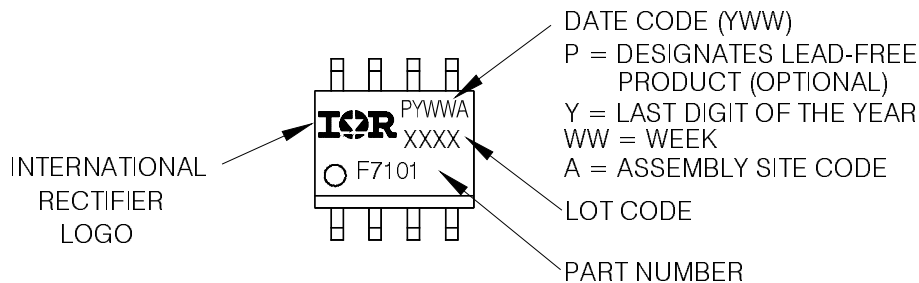 DATE CODE (YWW)
P = DESIGNATES LEAD-FREE
PRODUCT (OPTIONAL)
Y = LAST DIGIT OF THE YEAR
WW = WEEK
A = ASSEMBLY SITE CODE
LOT CODE
PART NUMBER
INTERNATIONAL
RECTIFIER
LOGO
IOR
PYWWA
XXXX
F7101